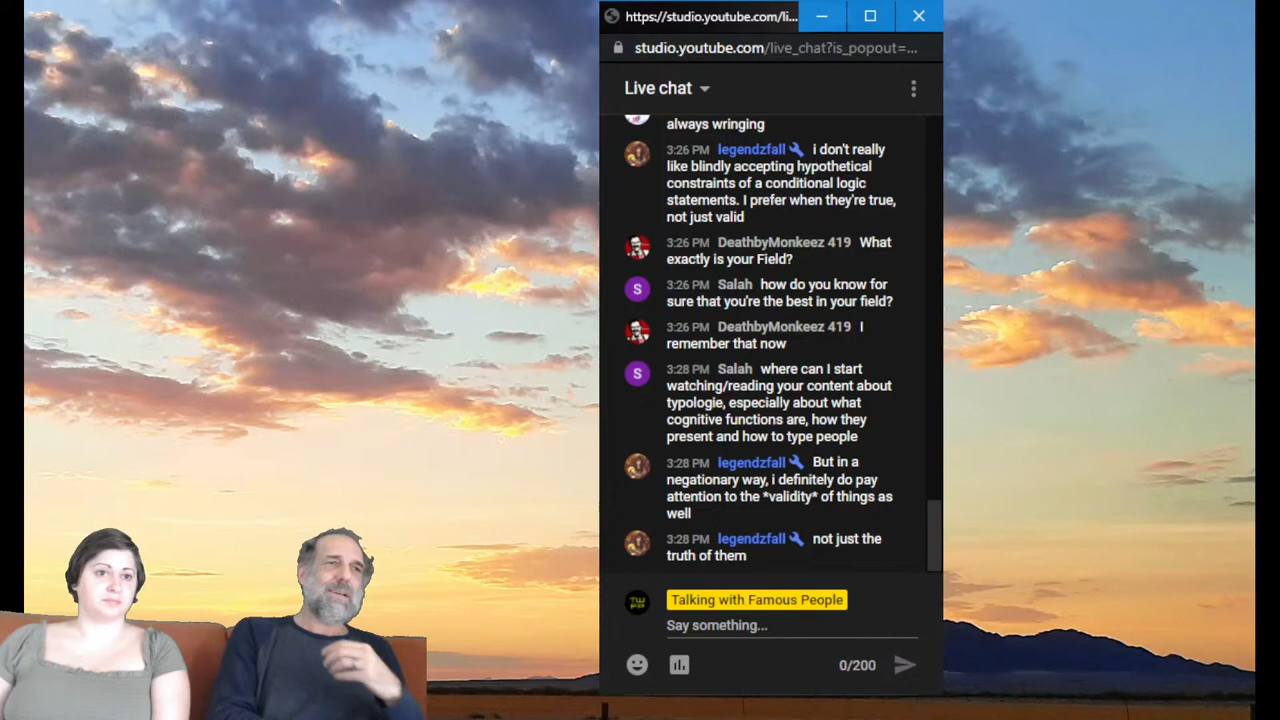 https://studio.youtube.com/li...
studio.youtube.com/live_chat?is_popout=...
Live chat
always wringing
3:26 PM legendzfall i don't really
like blindly accepting hypothetical
constraints of a conditional logic
statements. I prefer when they're true,
not just valid
3:26 PM DeathbyMonkeez 419 What
exactly is your Field?
S
3:26 PM Salah how do you know for
sure that you're the best in your field?
3:26 PM DeathbyMonkeez 419 I
remember that now
S
3:28 PM Salah where can I start
watching/reading your content about
typologie, especially about what
cognitive functions are, how they
present and how to type people
3:28 PM legendzfall But in a
negationary way, i definitely do pay
attention to the *validity* of things as
well
3:28 PM legendzfall not just the
truth of them
TW
FP
Talking with Famous People
Say something...
0/200